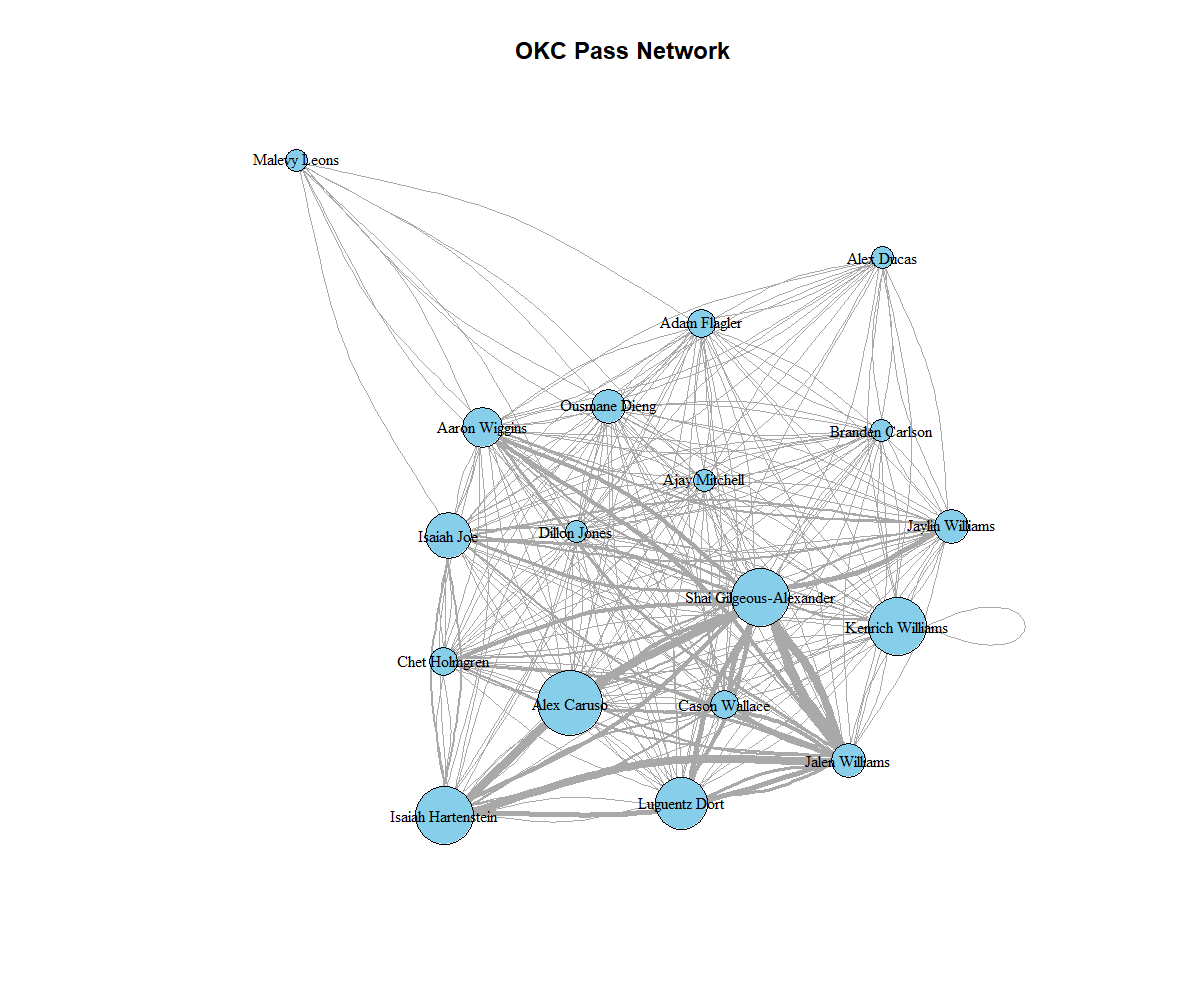 OKC Pass Network
Malevy Leons
Alex Ducas
Adam Flagler
Ousmane Dieng
Aaron Wiggins
Branden Carlson
Ajay Mitchell
Jaylin Williams
Dillon Jones
Isaiah Joe
Shai Gilgeous-Alexander
Kenrich Williams
Chet Holmgren
Alex Caruso
Cason Wallace
Jalen Williams
Luguentz Dort
Isaiah Hartenstein